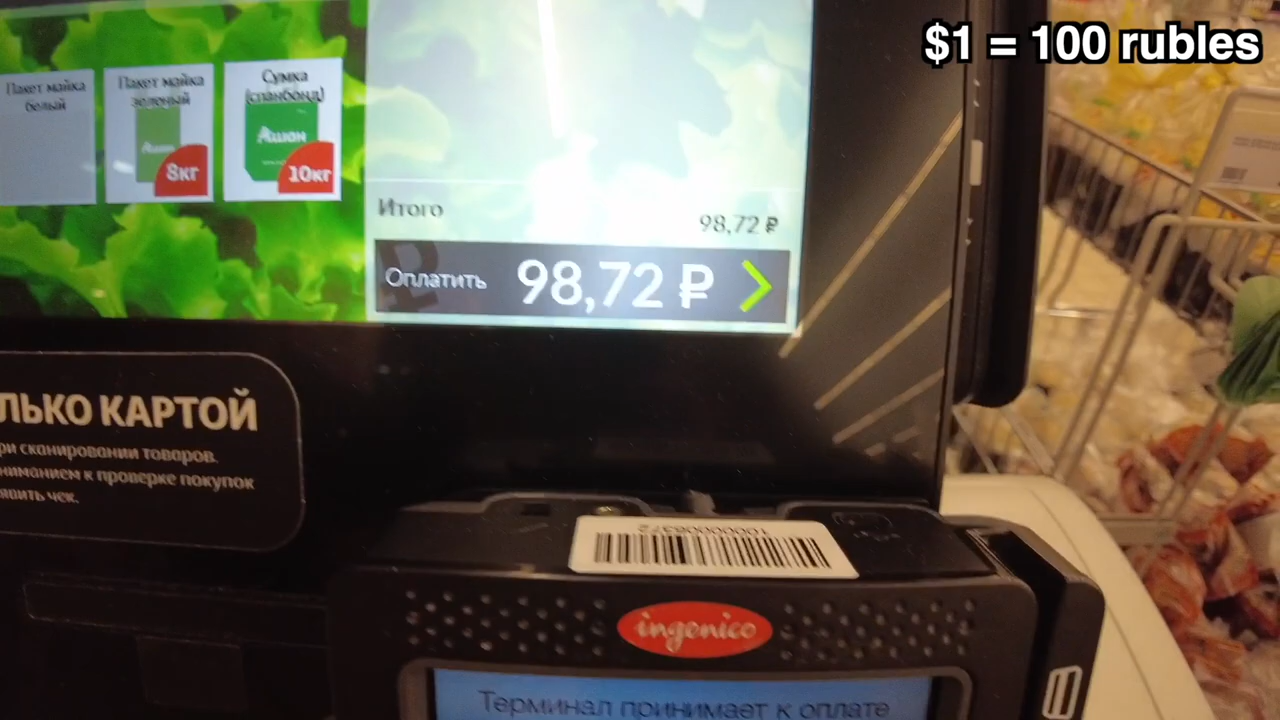 $1 = 100 rubles
Пакет майка
белый
Пакет майка
зеленый
Ашан
8кг
Сумка
(спанбонд)
Ашан
10кг
Итого
98,72 ₽
Оплатить 98,72 ₽
ЛЬКО КАРТОЙ
ри сканировании товаров.
ниманием к проверке покупок
явить чек.
ingenico
Терминал принимает к оплате